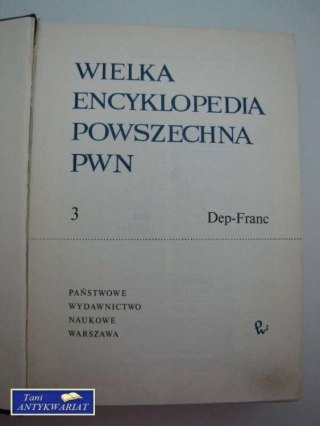 WIELKA
ENCYKLOPEDIA
POWSZECHNA
PWN
3 Dep-Franc
PAŃSTWOWE
WYDAWNICTWO
NAUKOWE
WARSZAWA
Tani
ANTYKWARIAT